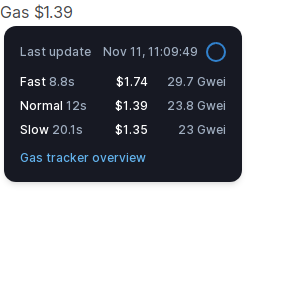 Gas $1.39
Last update Nov 11, 11:09:49
Fast 8.8s $1.74 29.7 Gwei
Normal 12s $1.39 23.8 Gwei
Slow 20.1s $1.35 23 Gwei
Gas tracker overview